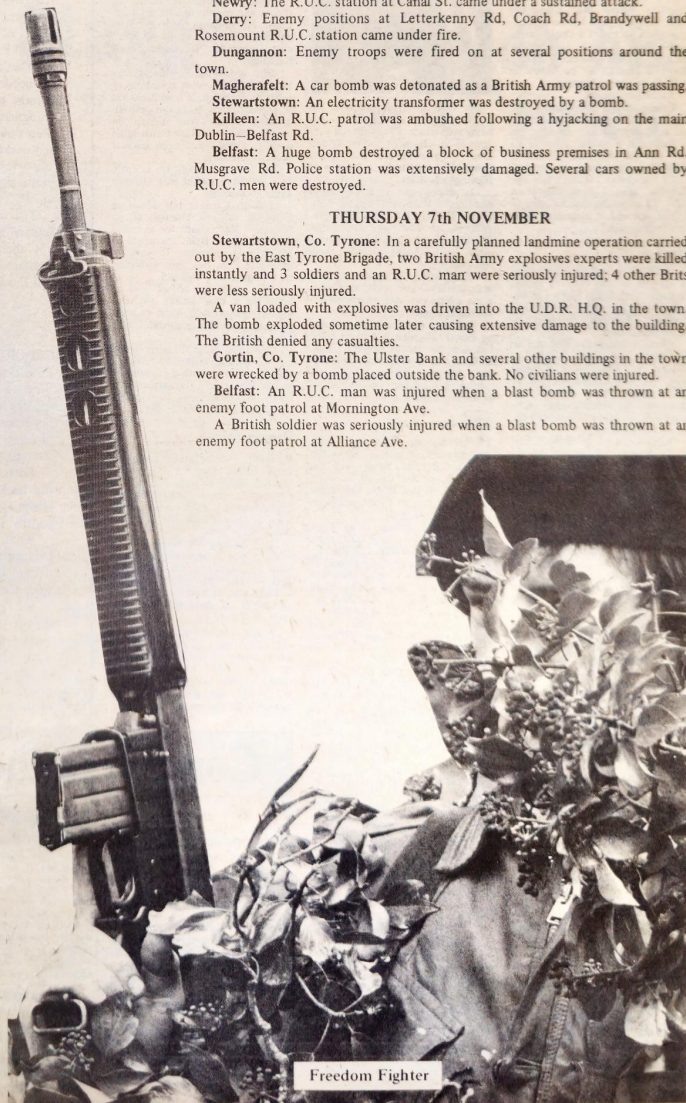 Newry: The R.U.C. station at Canal St. came under a sustained attack.
Derry: Enemy positions at Letterkenny Rd, Coach Rd, Brandywell and
Rosemount R.U.C. station came under fire.
Dungannon: Enemy troops were fired on at several positions around the
town.
Magherafelt: A car bomb was detonated as a British Army patrol was passing
Stewartstown: An electricity transformer was destroyed by a bomb.
Killeen: An R.U.C. patrol was ambushed following a hyjacking on the main
Dublin—Belfast Rd.
Belfast: A huge bomb destroyed a block of business premises in Ann Rd.
Musgrave Rd. Police station was extensively damaged. Several cars owned by
R.U.C. men were destroyed.
THURSDAY 7th NOVEMBER
Stewartstown, Co. Tyrone: In a carefully planned landmine operation carried
out by the East Tyrone Brigade, two British Army explosives experts were killed
instantly and 3 soldiers and an R.U.C. man were seriously injured; 4 other Brits
were less seriously injured.
A van loaded with explosives was driven into the U.D.R. H.Q. in the town.
The bomb exploded sometime later causing extensive damage to the building.
The British denied any casualties.
Gortin, Co. Tyrone: The Ulster Bank and several other buildings in the town
were wrecked by a bomb placed outside the bank. No civilians were injured.
Belfast: An R.U.C. man was injured when a blast bomb was thrown at an
enemy foot patrol at Mornington Ave.
A British soldier was seriously injured when a blast bomb was thrown at an
enemy foot patrol at Alliance Ave.
Freedom Fighter